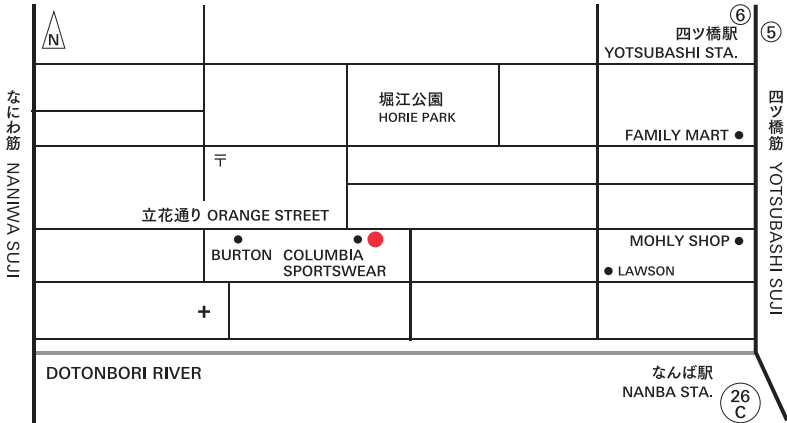 N
⑥
四ツ橋駅
⑤
YOTSUBASHI STA.
なにわ筋 NANIWA SUJI
堀江公園
HORIE PARK
四ツ橋筋 YOTSUBASHI SUJI
FAMILY MART
〒
立花通り ORANGE STREET
BURTON
COLUMBIA
SPORTSWEAR
MOHLY SHOP
LAWSON
DOTONBORI RIVER
なんば駅
NANBA STA.
26
C